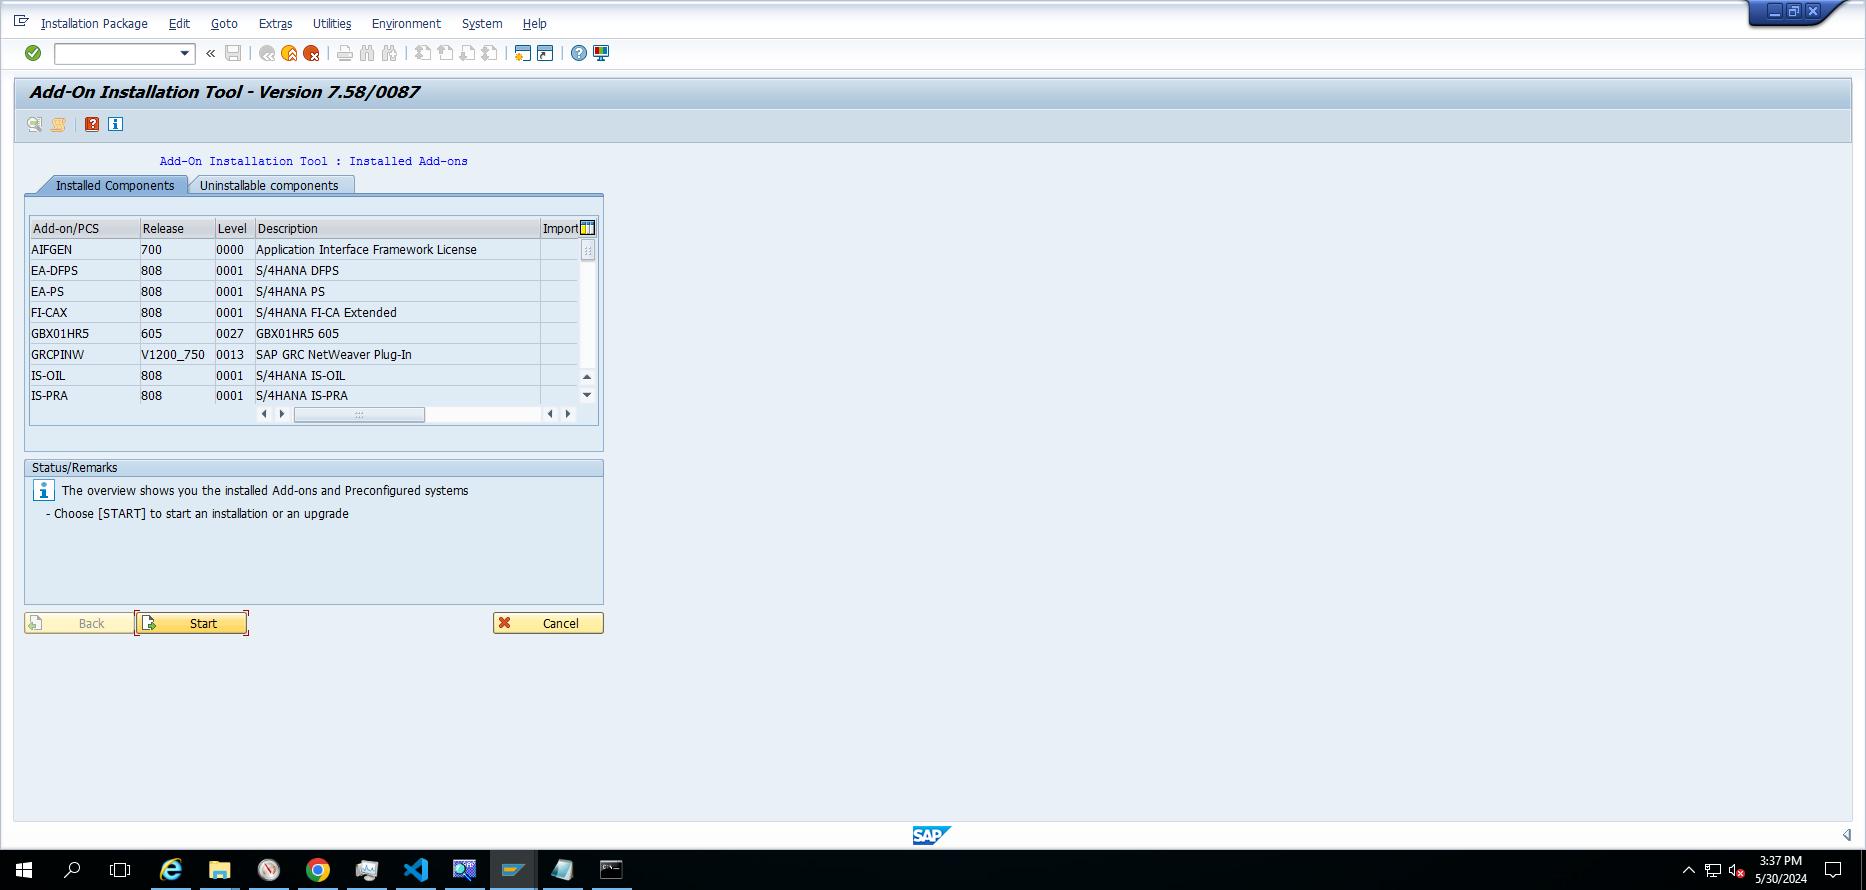 Installation Package Edit Goto Extras Utilities Environment System Help
Add-On Installation Tool - Version 7.58/0087
Add-On Installation Tool : Installed Add-ons
Installed Components Uninstallable components
Add-on/PCS Release Level Description Import
AIFGEN 700 0000 Application Interface Framework License
EA-DFPS 808 0001 S/4HANA DFPS
EA-PS 808 0001 S/4HANA PS
FI-CAX 808 0001 S/4HANA FI-CA Extended
GBX01HR5 605 0027 GBX01HR5 605
GRCPINW V1200_750 0013 SAP GRC NetWeaver Plug-In
IS-OIL 808 0001 S/4HANA IS-OIL
IS-PRA 808 0001 S/4HANA IS-PRA
Status/Remarks
The overview shows you the installed Add-ons and Preconfigured systems
- Choose [START] to start an installation or an upgrade
Back Start Cancel
SAP
3:37 PM
5/30/2024